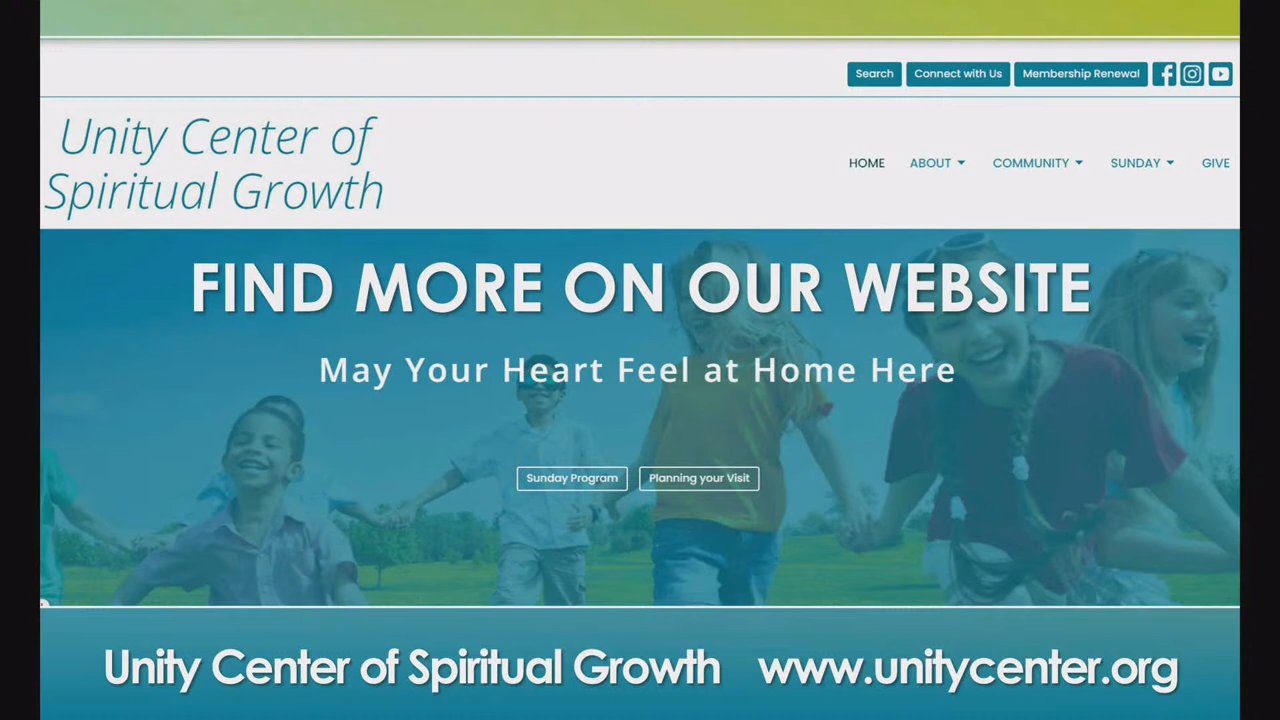 Search Connect with Us Membership Renewal
Unity Center of
Spiritual Growth
HOME ABOUT COMMUNITY SUNDAY GIVE
FIND MORE ON OUR WEBSITE
May Your Heart Feel at Home Here
Sunday Program Planning your Visit
Unity Center of Spiritual Growth www.unitycenter.org